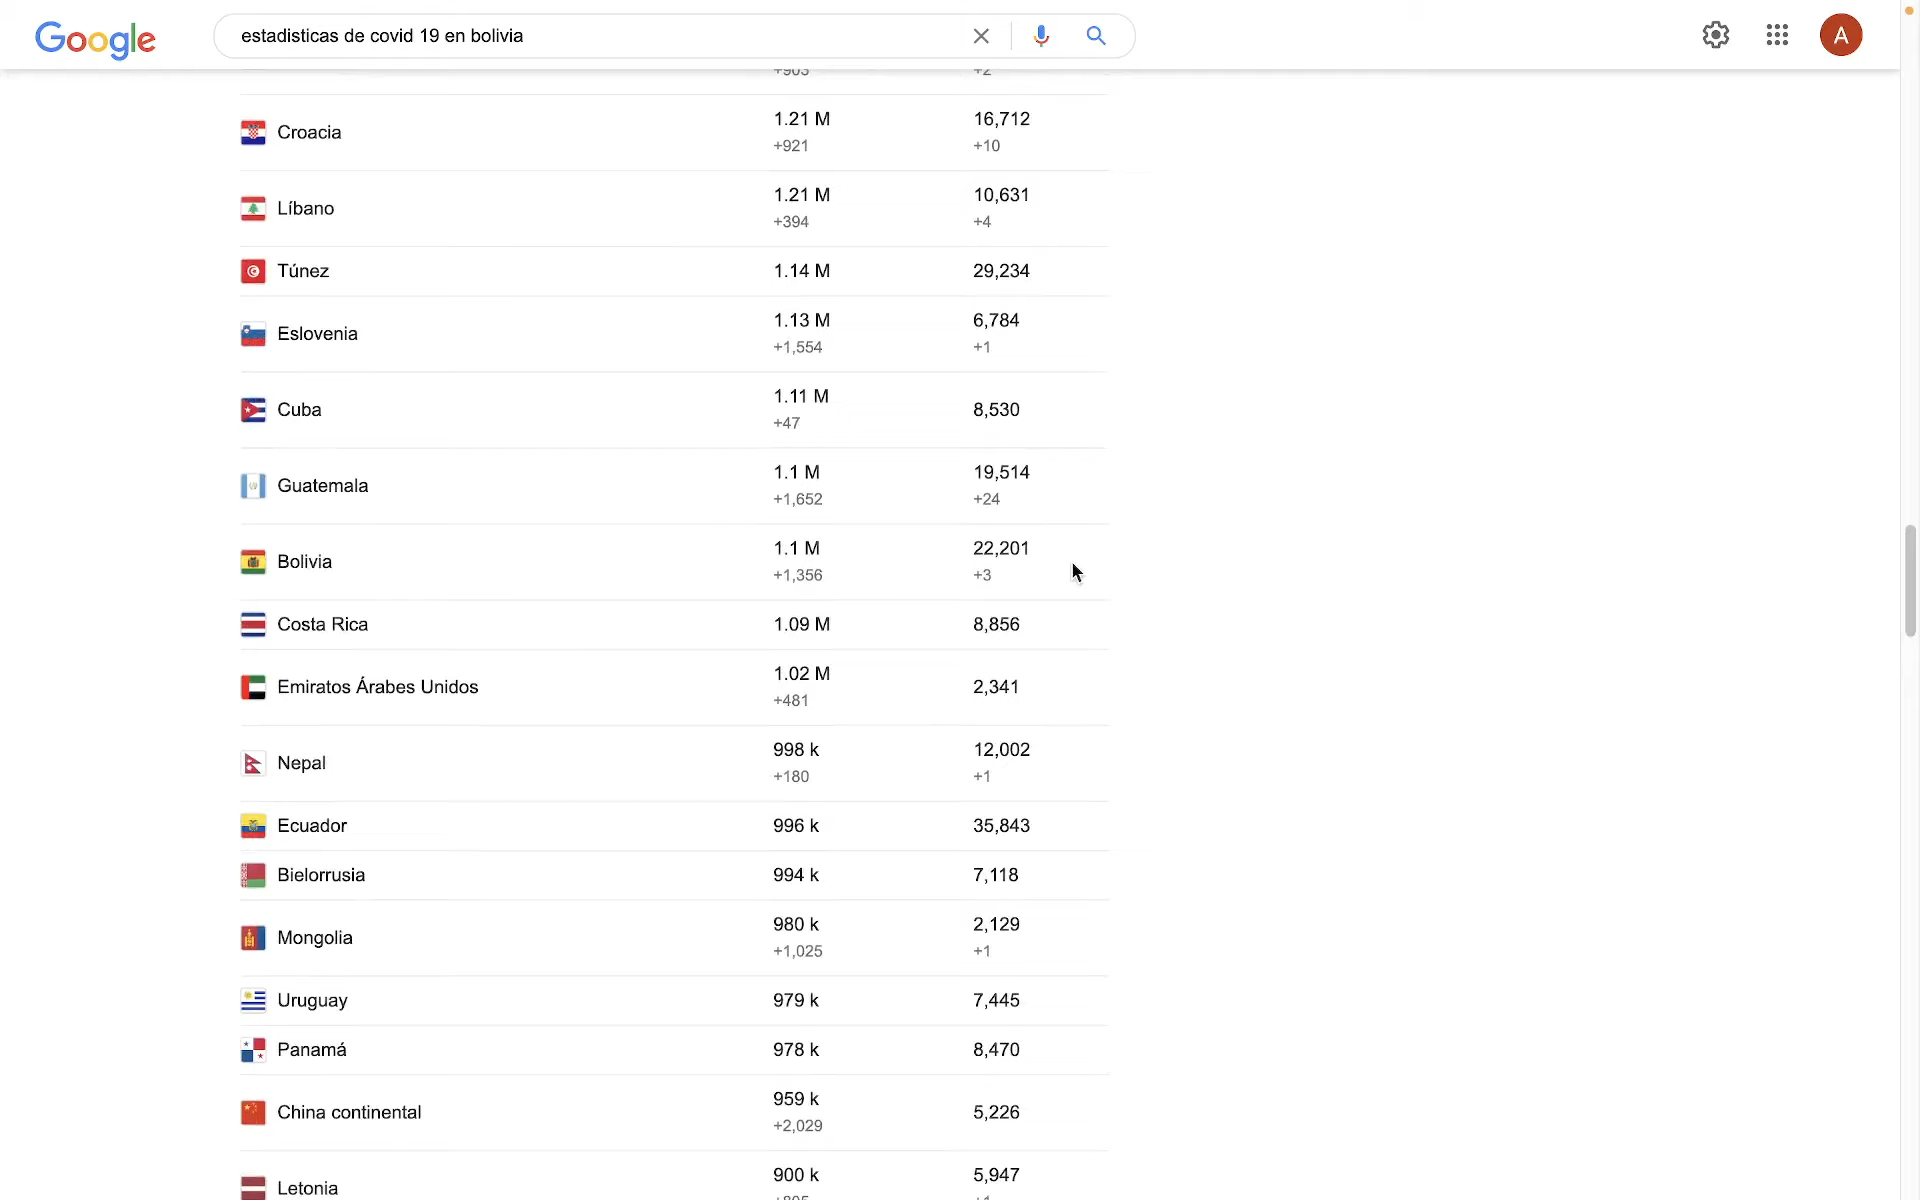 Google
estadisticas de covid 19 en bolivia
A
+903 +2
Croacia 1.21 M 16,712
+921 +10
Líbano 1.21 M 10,631
+394 +4
Túnez 1.14 M 29,234
Eslovenia 1.13 M 6,784
+1,554 +1
Cuba 1.11 M 8,530
+47
Guatemala 1.1 M 19,514
+1,652 +24
Bolivia 1.1 M 22,201
+1,356 +3
Costa Rica 1.09 M 8,856
Emiratos Árabes Unidos 1.02 M 2,341
+481
Nepal 998 k 12,002
+180 +1
Ecuador 996 k 35,843
Bielorrusia 994 k 7,118
Mongolia 980 k 2,129
+1,025 +1
Uruguay 979 k 7,445
Panamá 978 k 8,470
China continental 959 k 5,226
+2,029
Letonia 900 k 5,947